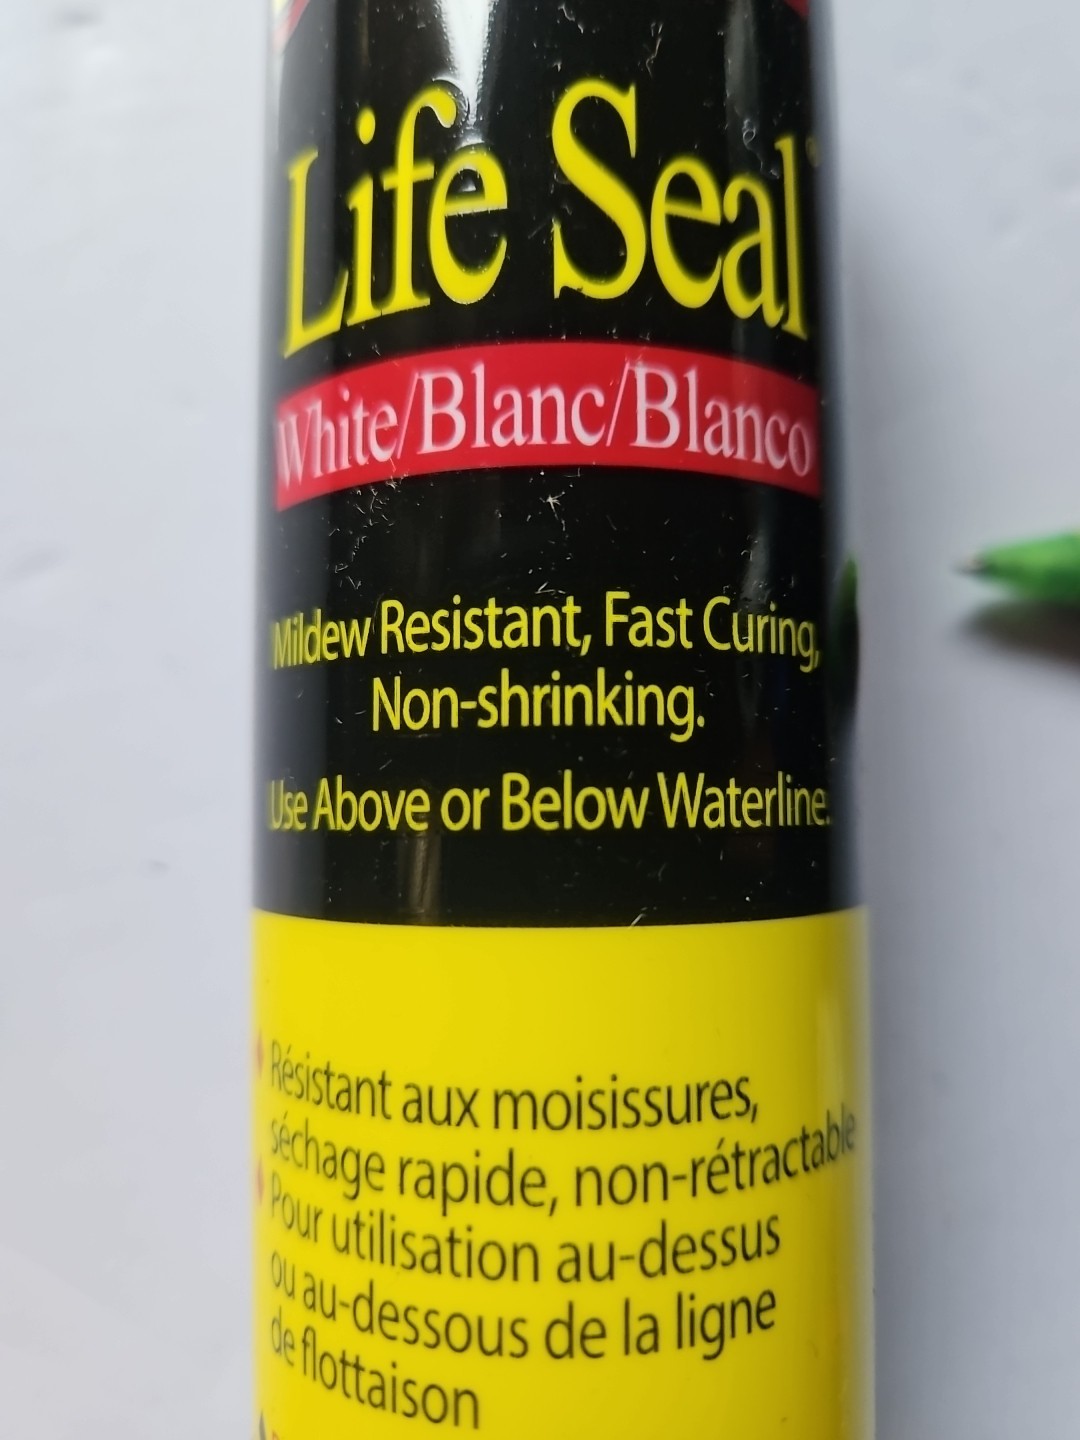 Life Seal®
White/Blanc/Blanco
Mildew Resistant, Fast Curing,
Non-shrinking.
Use Above or Below Waterline.
Résistant aux moisissures,
séchage rapide, non-rétractable
Pour utilisation au-dessus
ou au-dessous de la ligne
de flottaison